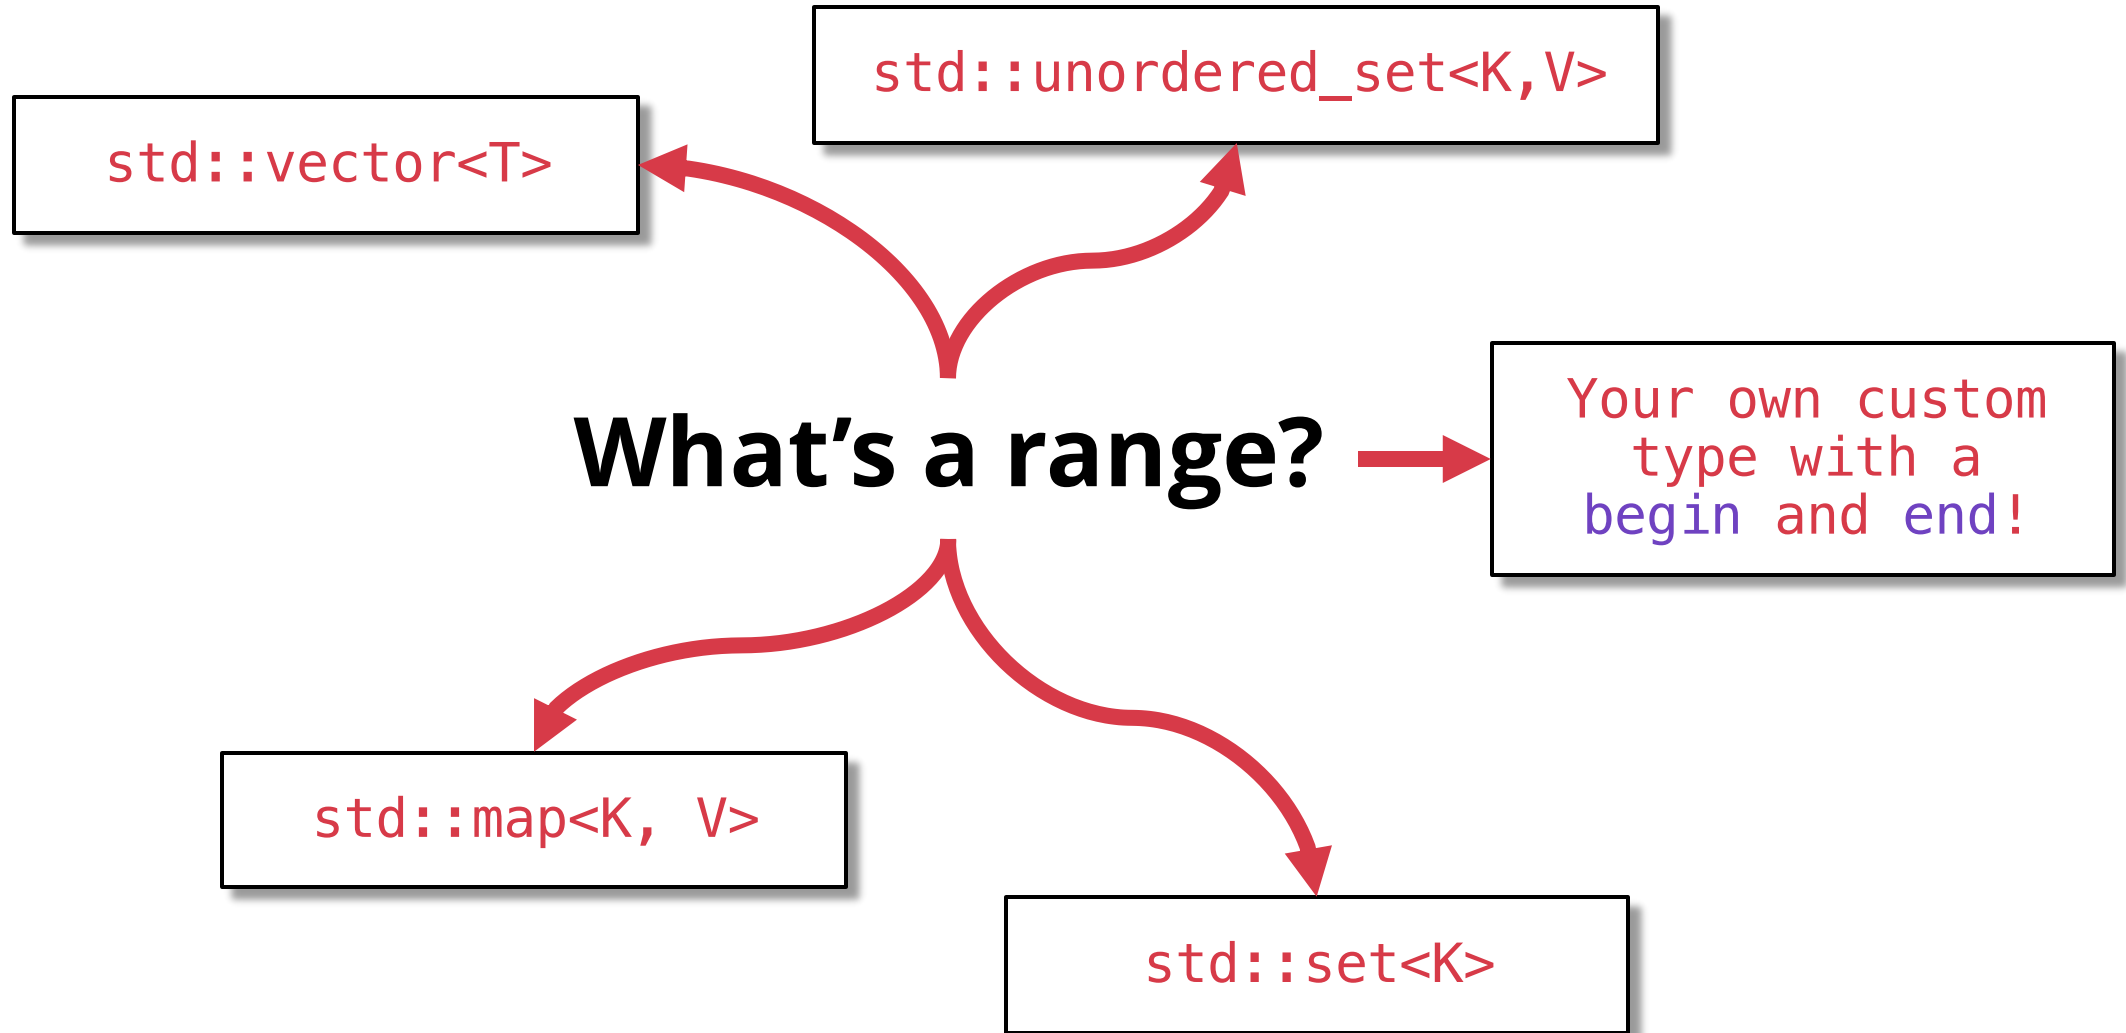 std::unordered_set<K,V>
std::vector<T>
What’s a range?
Your own custom
type with a
begin and end!
std::map<K, V>
std::set<K>